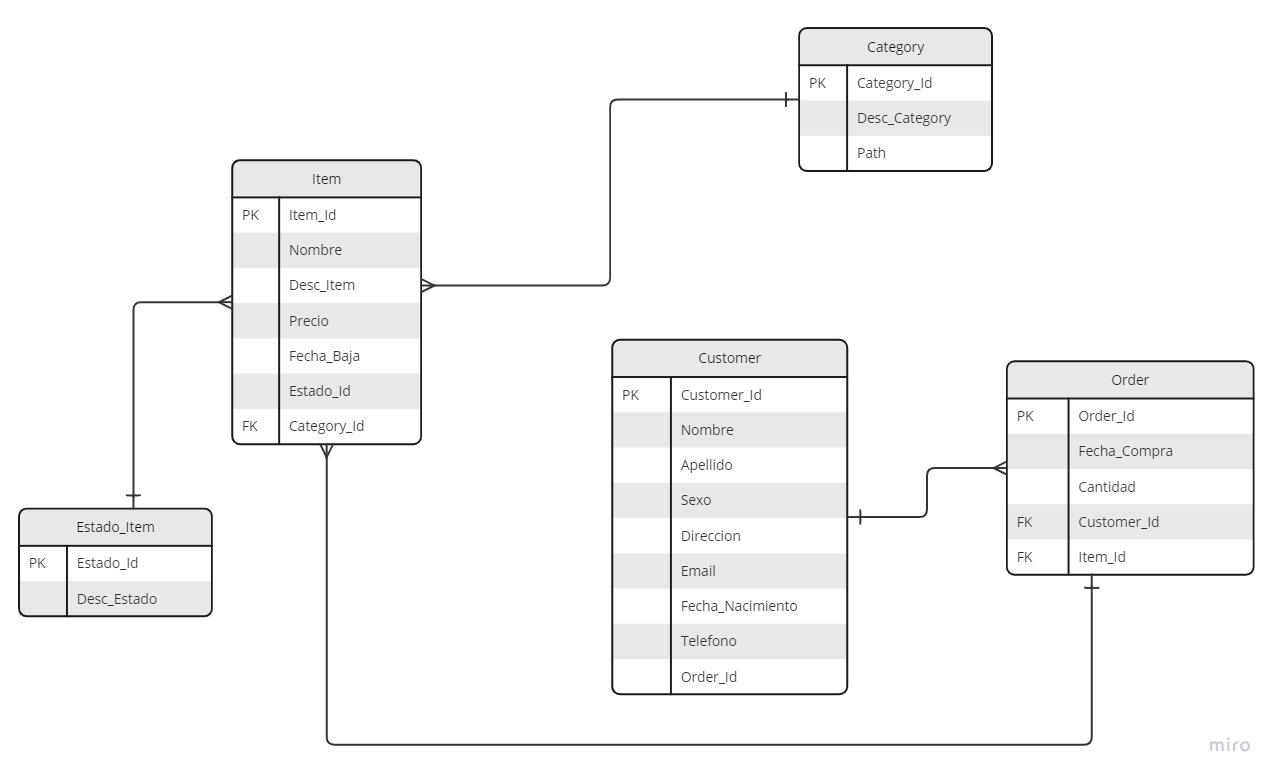 Category
PK Category_Id
Desc_Category
Path
Item
PK Item_Id
Nombre
Desc_Item
Precio
Fecha_Baja
Estado_Id
FK Category_Id
Estado_Item
PK Estado_Id
Desc_Estado
Customer
PK Customer_Id
Nombre
Apellido
Sexo
Direccion
Email
Fecha_Nacimiento
Telefono
Order_Id
Order
PK Order_Id
Fecha_Compra
Cantidad
FK Customer_Id
FK Item_Id
miro